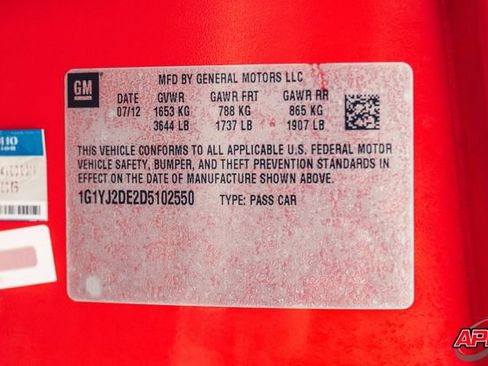 GM
MFD BY GENERAL MOTORS LLC
DATE GVWR GAWR FRT GAWR RR
07/12 1653 KG 788 KG 865 KG
3644 LB 1737 LB 1907 LB
THIS VEHICLE CONFORMS TO ALL APPLICABLE U.S. FEDERAL MOTOR
VEHICLE SAFETY, BUMPER, AND THEFT PREVENTION STANDARDS IN
EFFECT ON THE DATE OF MANUFACTURE SHOWN ABOVE.
1G1YJ2DE2D5102550 TYPE: PASS CAR